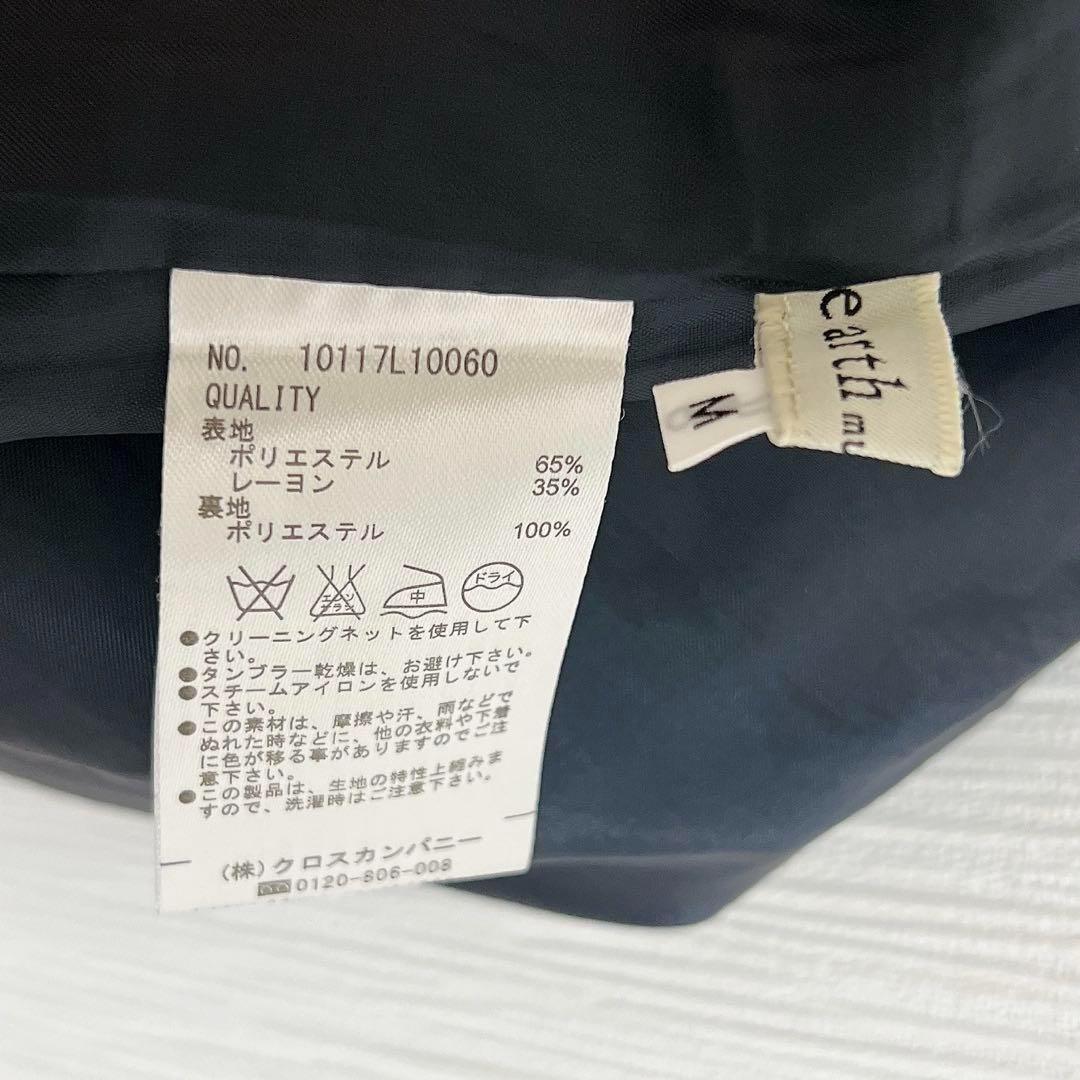 NO. 10117L10060
QUALITY
表地
ポリエステル 65%
レーヨン 35%
裏地
ポリエステル 100%
エンソ
サラシ
中
ドライ
●クリーニングネットを使用して下
さい。
●タンブラー乾燥は、お避け下さい。
●スチームアイロンを使用しないで
下さい。
●この素材は、摩擦や汗、雨などで
ぬれた時などに、他の衣料や下着
に色が移る事がありますのでご注
意下さい。
●この製品は、生地の特性上縮みま
すので、洗濯時はご注意下さい。
(株)クロスカンパニー
0120-806-008
earth mu
M